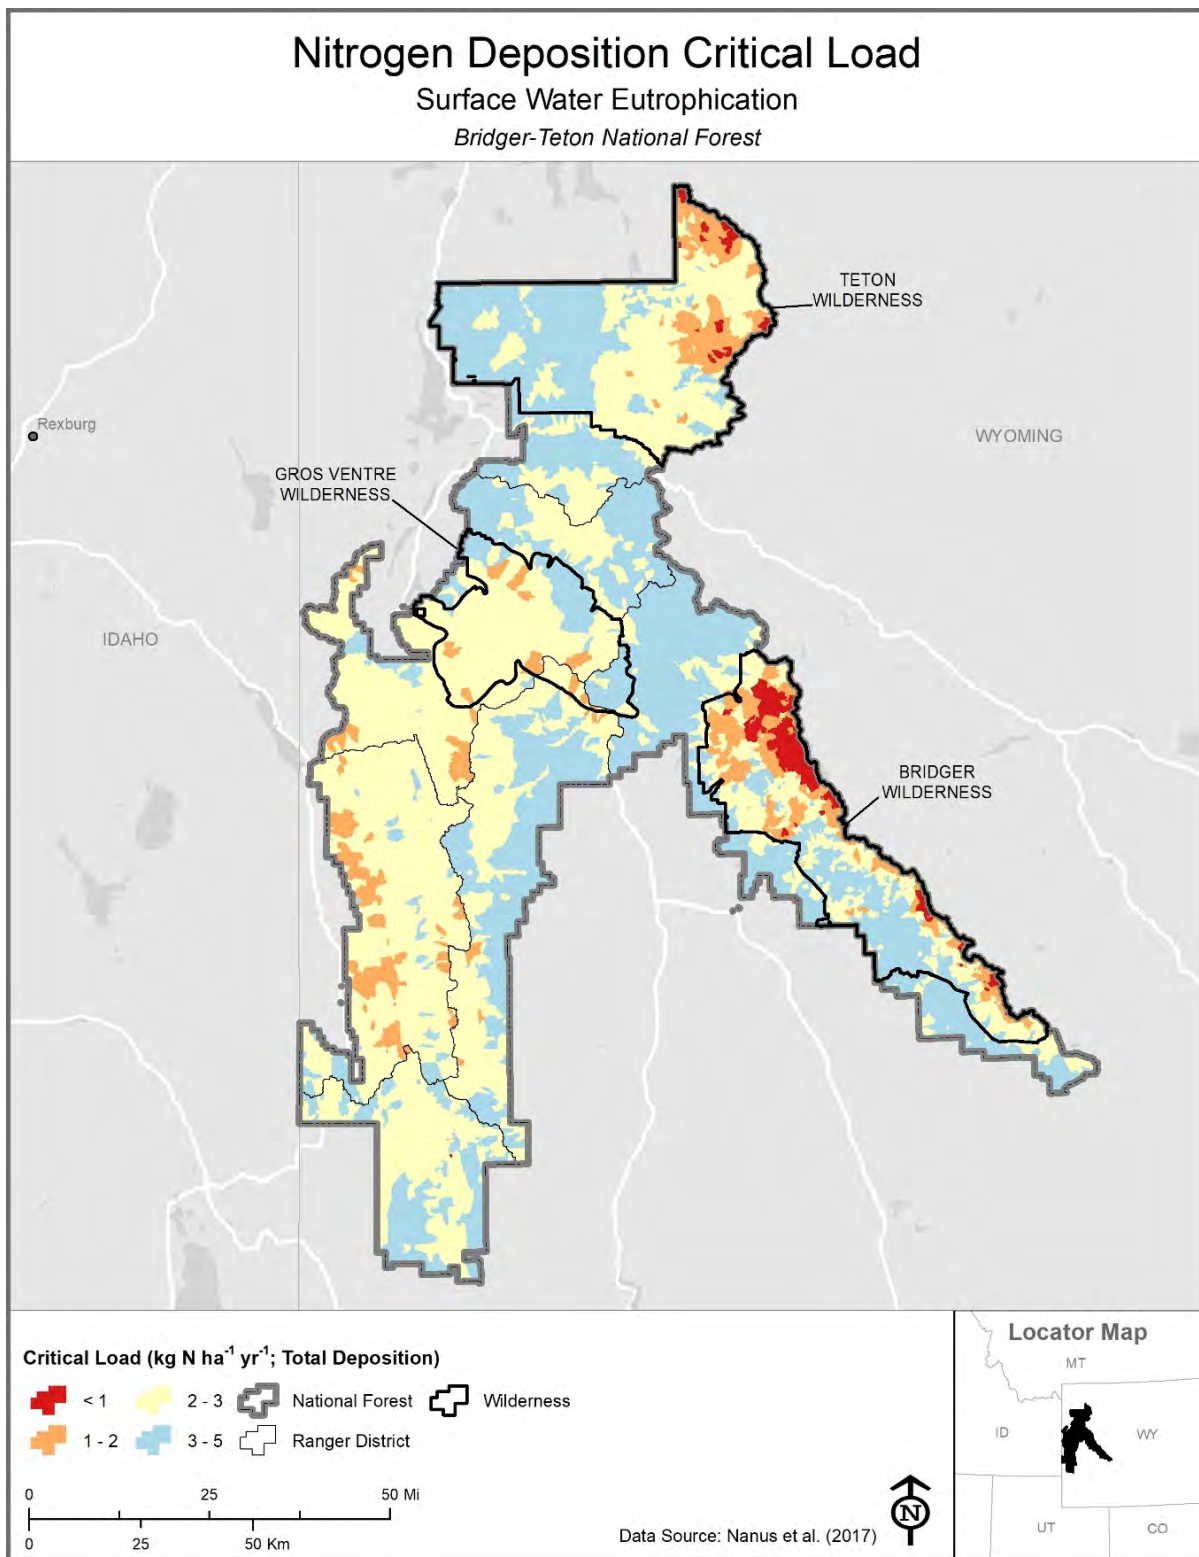 Nitrogen Deposition Critical Load
Surface Water Eutrophication
Bridger-Teton National Forest
TETON
WILDERNESS
Rexburg
WYOMING
GROS VENTRE
WILDERNESS
IDAHO
BRIDGER
WILDERNESS
Critical Load (kg N ha⁻¹ yr⁻¹; Total Deposition)
< 1
2 - 3
National Forest
Wilderness
1 - 2
3 - 5
Ranger District
0 25 50 Mi
0 25 50 Km
Data Source: Nanus et al. (2017)
N
Locator Map
MT
ID
WY
UT
CO